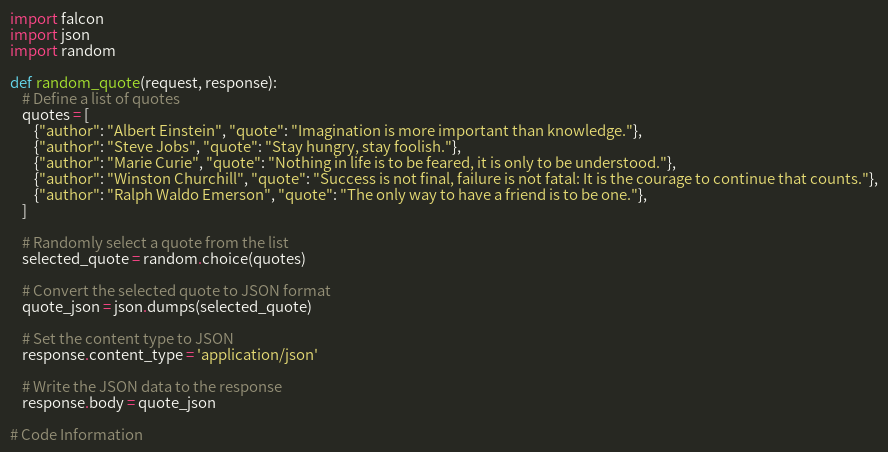 import falcon
import json
import random

def random_quote(request, response):
    # Define a list of quotes
    quotes = [
        {"author": "Albert Einstein", "quote": "Imagination is more important than knowledge."},
        {"author": "Steve Jobs", "quote": "Stay hungry, stay foolish."},
        {"author": "Marie Curie", "quote": "Nothing in life is to be feared, it is only to be understood."},
        {"author": "Winston Churchill", "quote": "Success is not final, failure is not fatal: It is the courage to continue that counts."},
        {"author": "Ralph Waldo Emerson", "quote": "The only way to have a friend is to be one."},
    ]

    # Randomly select a quote from the list
    selected_quote = random.choice(quotes)

    # Convert the selected quote to JSON format
    quote_json = json.dumps(selected_quote)

    # Set the content type to JSON
    response.content_type = 'application/json'

    # Write the JSON data to the response
    response.body = quote_json

# Code Information